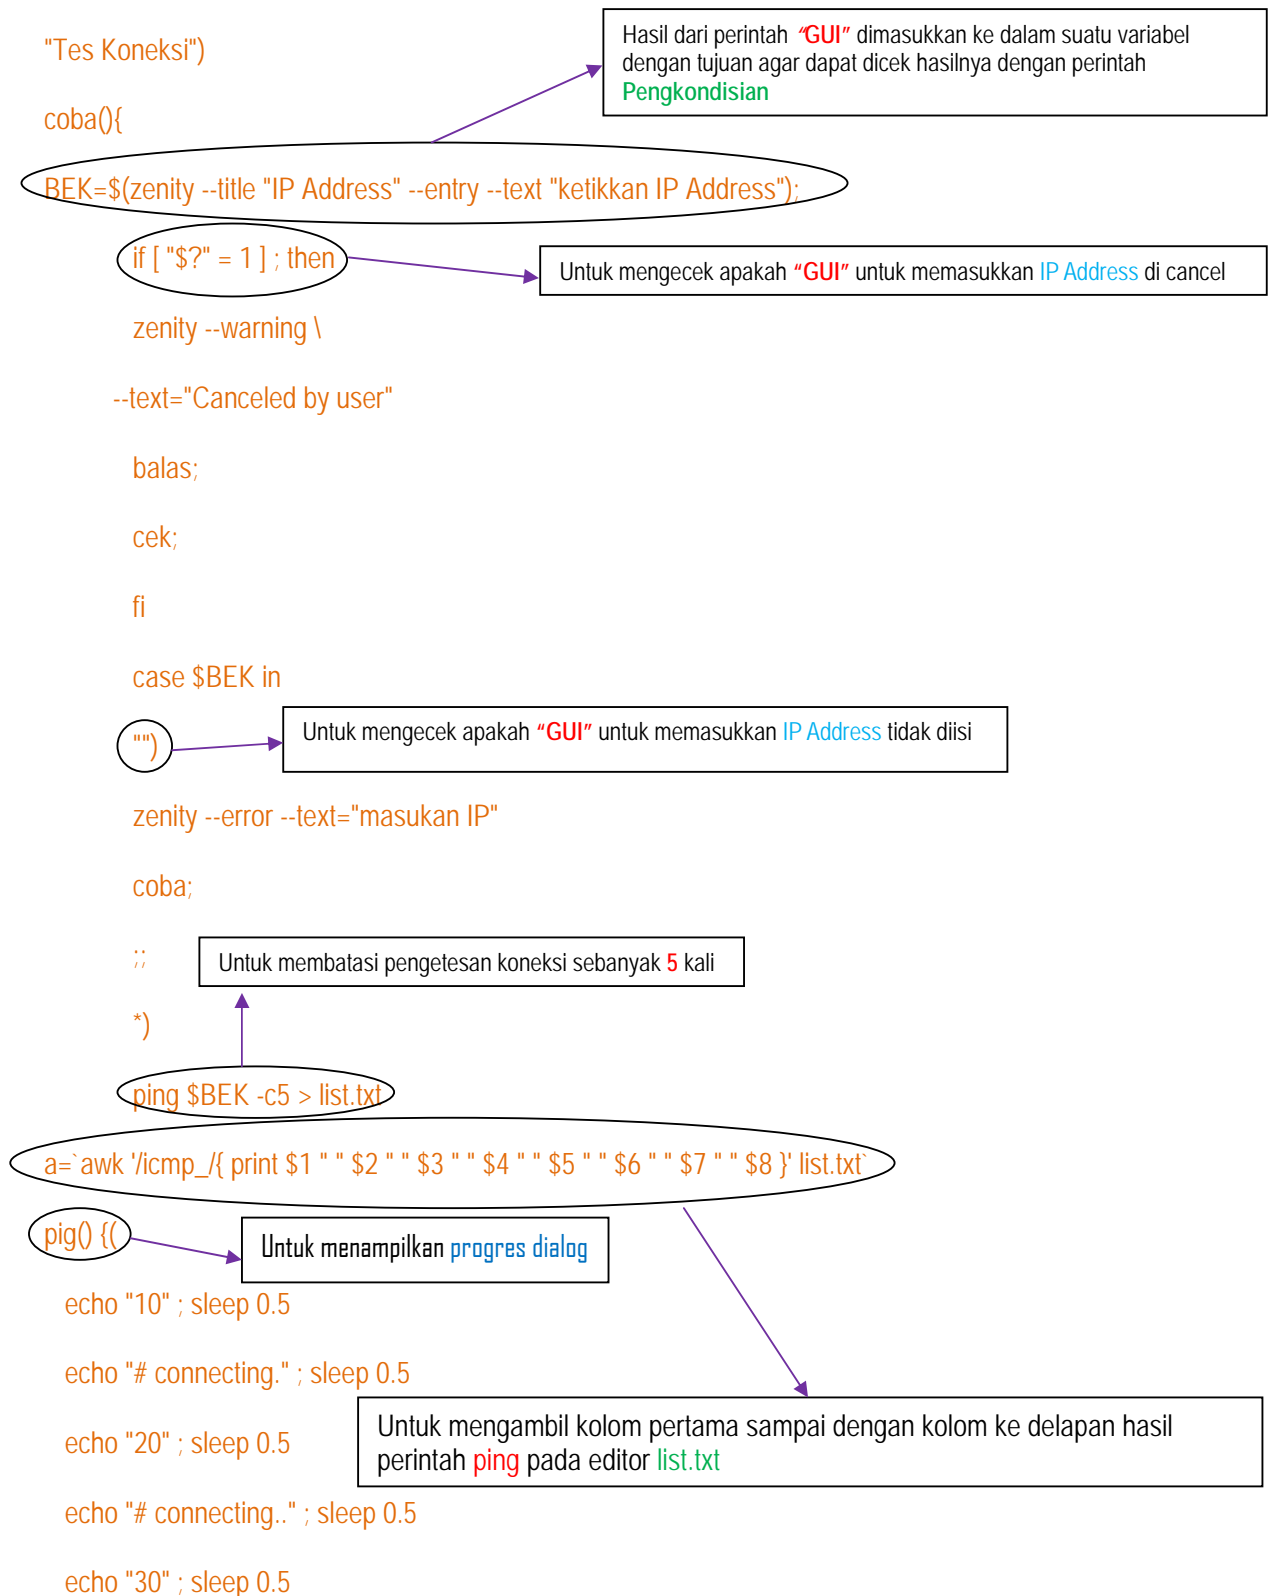 "Tes Koneksi")
Hasil dari perintah “GUI” dimasukkan ke dalam suatu variabel
dengan tujuan agar dapat dicek hasilnya dengan perintah
Pengkondisian
coba(){
BEK=$(zenity --title "IP Address" --entry --text "ketikkan IP Address");
if [ "$?" = 1 ] ; then
Untuk mengecek apakah “GUI” untuk memasukkan IP Address di cancel
zenity --warning \
--text="Canceled by user"
balas;
cek;
fi
case $BEK in
"")
Untuk mengecek apakah “GUI” untuk memasukkan IP Address tidak diisi
zenity --error --text="masukan IP"
coba;
;;
Untuk membatasi pengetesan koneksi sebanyak 5 kali
*)
ping $BEK -c5 > list.txt
a=`awk '/icmp_/{ print $1 " " $2 " " $3 " " $4 " " $5 " " $6 " " $7 " " $8 }' list.txt`
pig() {(
Untuk menampilkan progres dialog
echo "10" ; sleep 0.5
echo "# connecting." ; sleep 0.5
Untuk mengambil kolom pertama sampai dengan kolom ke delapan hasil
perintah ping pada editor list.txt
echo "20" ; sleep 0.5
echo "# connecting.." ; sleep 0.5
echo "30" ; sleep 0.5